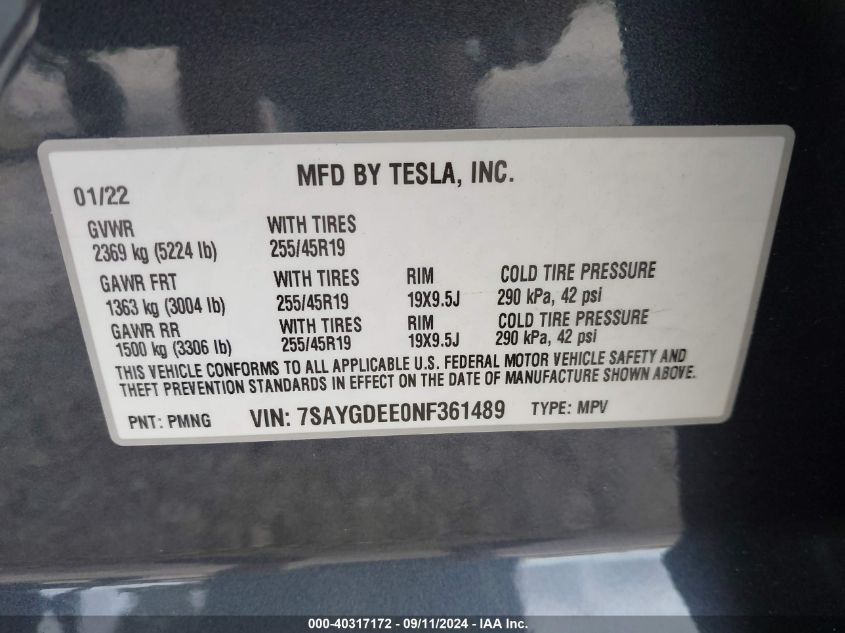 MFD BY TESLA, INC.
01/22
GVWR WITH TIRES
2369 kg (5224 lb) 255/45R19
GAWR FRT WITH TIRES RIM COLD TIRE PRESSURE
1363 kg (3004 lb) 255/45R19 19X9.5J 290 kPa, 42 psi
GAWR RR WITH TIRES RIM COLD TIRE PRESSURE
1500 kg (3306 lb) 255/45R19 19X9.5J 290 kPa, 42 psi
THIS VEHICLE CONFORMS TO ALL APPLICABLE U.S. FEDERAL MOTOR VEHICLE SAFETY AND
THEFT PREVENTION STANDARDS IN EFFECT ON THE DATE OF MANUFACTURE SHOWN ABOVE.
PNT: PMNG VIN: 7SAYGDEE0NF361489 TYPE: MPV
000-40317172 - 09/11/2024 - IAA Inc.